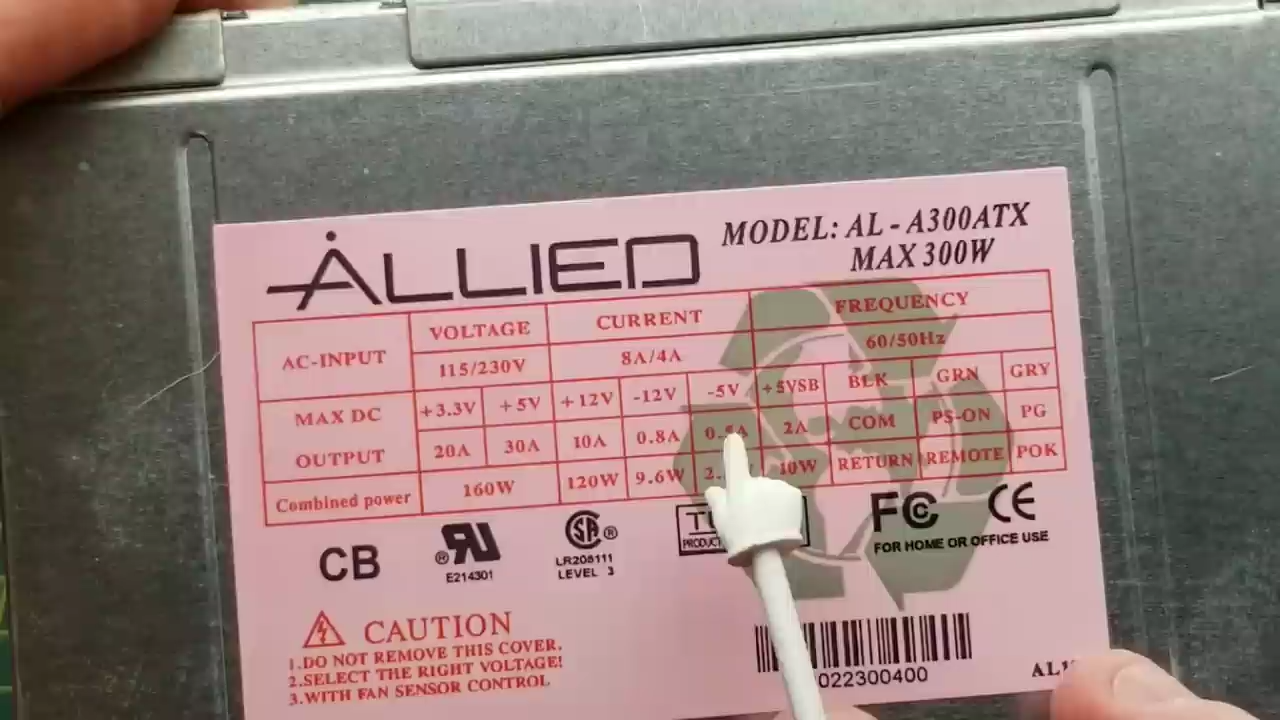 ALLIED
MODEL: AL - A300ATX
MAX 300W
AC-INPUT VOLTAGE CURRENT FREQUENCY
115/230V 8A/4A 60/50Hz
MAX DC OUTPUT +3.3V +5V +12V -12V -5V +5VSB BLK GRN GRY
20A 30A 10A 0.8A 2A COM PS-ON PG
Combined power 160W 120W 9.6W 10W RETURN REMOTE POK
CB
E214301
LR205111
LEVEL 3
FC CE
FOR HOME OR OFFICE USE
CAUTION
1.DO NOT REMOVE THIS COVER.
2.SELECT THE RIGHT VOLTAGE!
3.WITH FAN SENSOR CONTROL
022300400